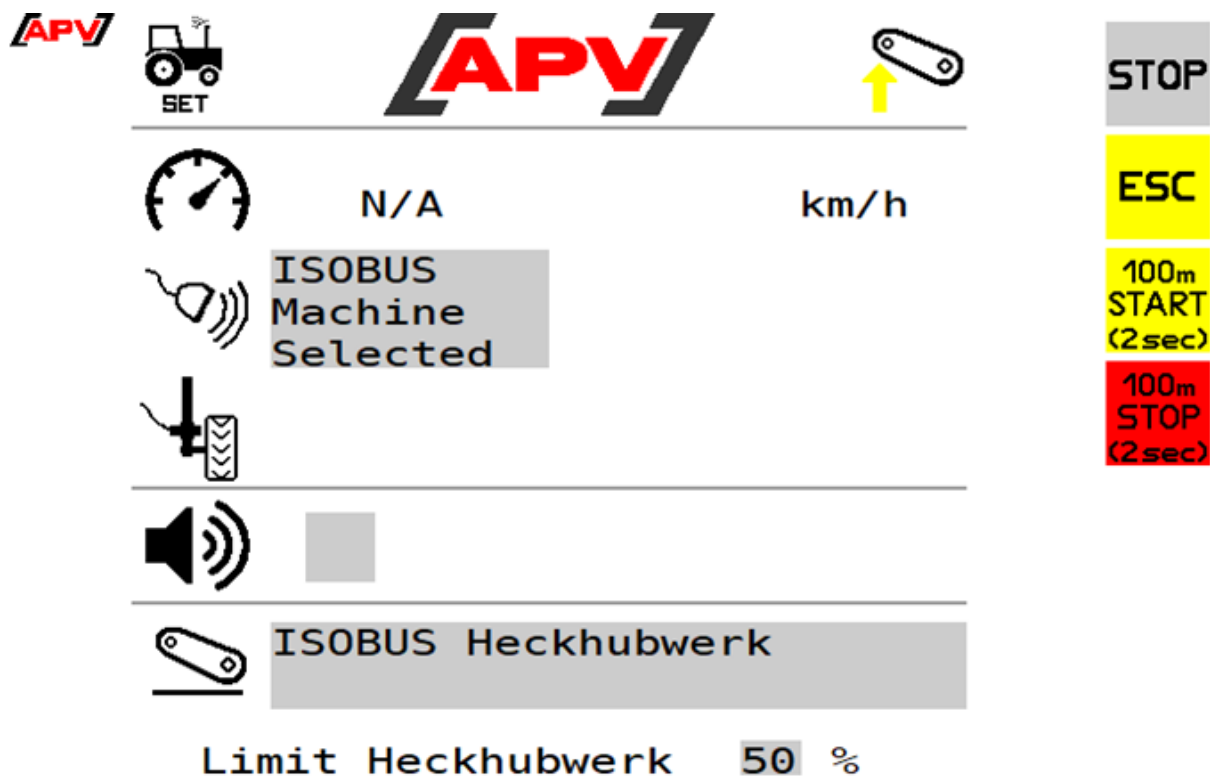 [APV]
SET
[APV]
STOP
N/A km/h
ESC
ISOBUS
Machine
Selected
100m
START
(2sec)
100m
STOP
(2sec)
ISOBUS Heckhubwerk
Limit Heckhubwerk 50 %